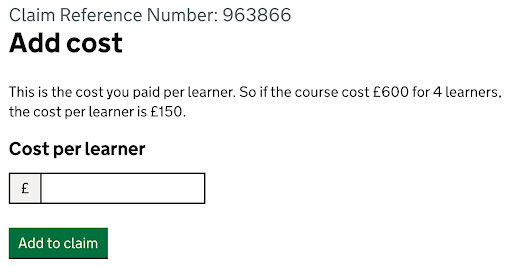 Claim Reference Number: 963866
Add cost
This is the cost you paid per learner. So if the course cost £600 for 4 learners,
the cost per learner is £150.
Cost per learner
£
Add to claim